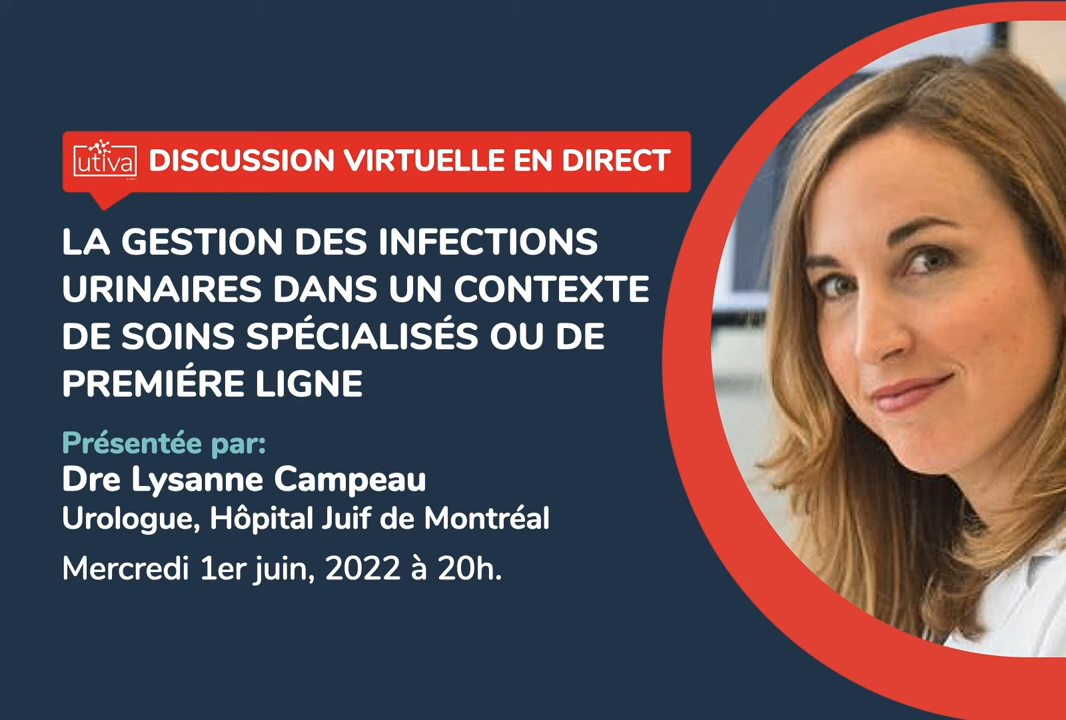 utiva DISCUSSION VIRTUELLE EN DIRECT
LA GESTION DES INFECTIONS
URINAIRES DANS UN CONTEXTE
DE SOINS SPÉCIALISÉS OU DE
PREMIÉRE LIGNE
Présentée par:
Dre Lysanne Campeau
Urologue, Hôpital Juif de Montréal
Mercredi 1er juin, 2022 à 20h.